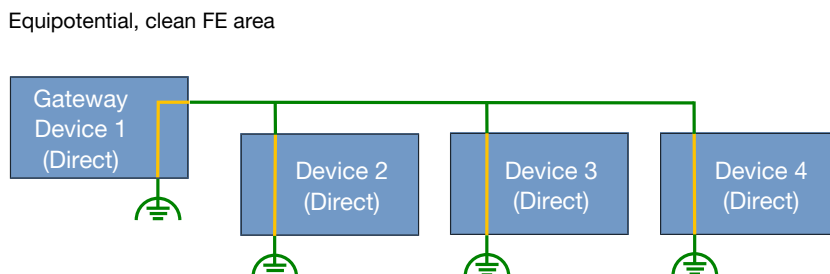 Equipotential, clean FE area
Gateway
Device 1
(Direct)
Device 2
(Direct)
Device 3
(Direct)
Device 4
(Direct)